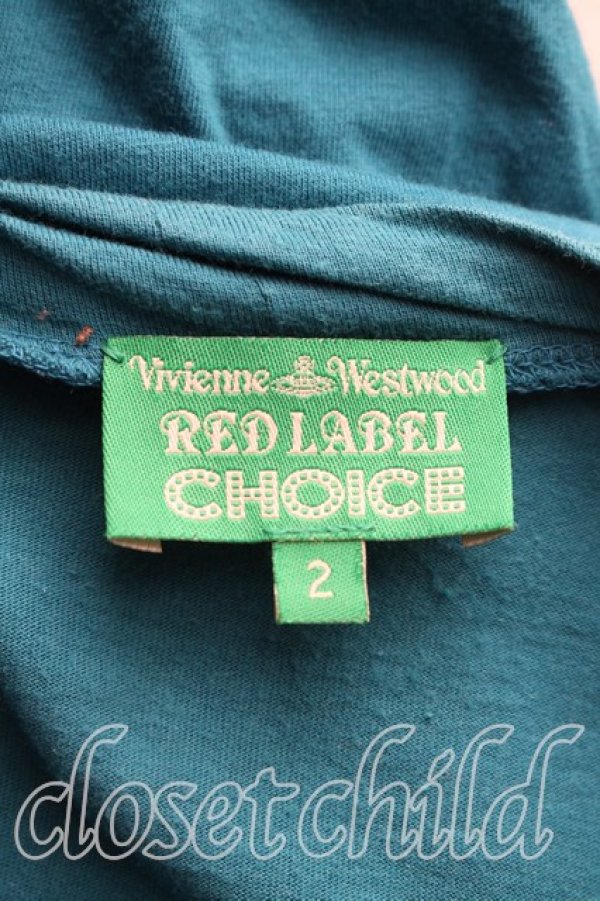 Vivienne Westwood
RED LABEL
CHOICE
2
closetchild